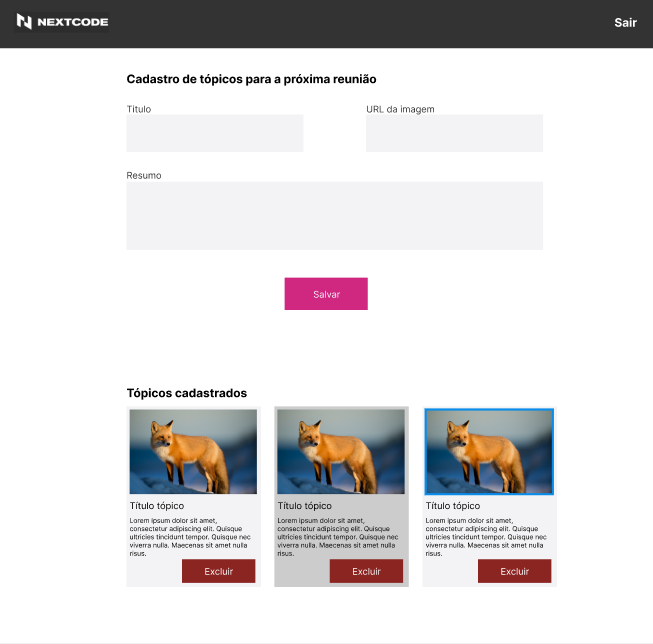 NEXTCODE
Sair
Cadastro de tópicos para a próxima reunião
Título
URL da imagem
Resumo
Salvar
Tópicos cadastrados
Título tópico
Lorem ipsum dolor sit amet,
consectetur adipiscing elit. Quisque
ultricies tincidunt tempor. Quisque nec
viverra nulla. Maecenas sit amet nulla
risus.
Excluir
Título tópico
Lorem ipsum dolor sit amet,
consectetur adipiscing elit. Quisque
ultricies tincidunt tempor. Quisque nec
viverra nulla. Maecenas sit amet nulla
risus.
Excluir
Título tópico
Lorem ipsum dolor sit amet,
consectetur adipiscing elit. Quisque
ultricies tincidunt tempor. Quisque nec
viverra nulla. Maecenas sit amet nulla
risus.
Excluir